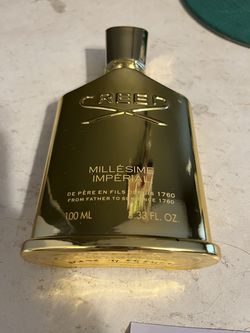 CREED
MILLÉSIME
IMPÉRIAL
DE PÈRE EN FILS DEPUIS 1760
FROM FATHER TO SON SINCE 1760
100 ML 3.33 FL. OZ.